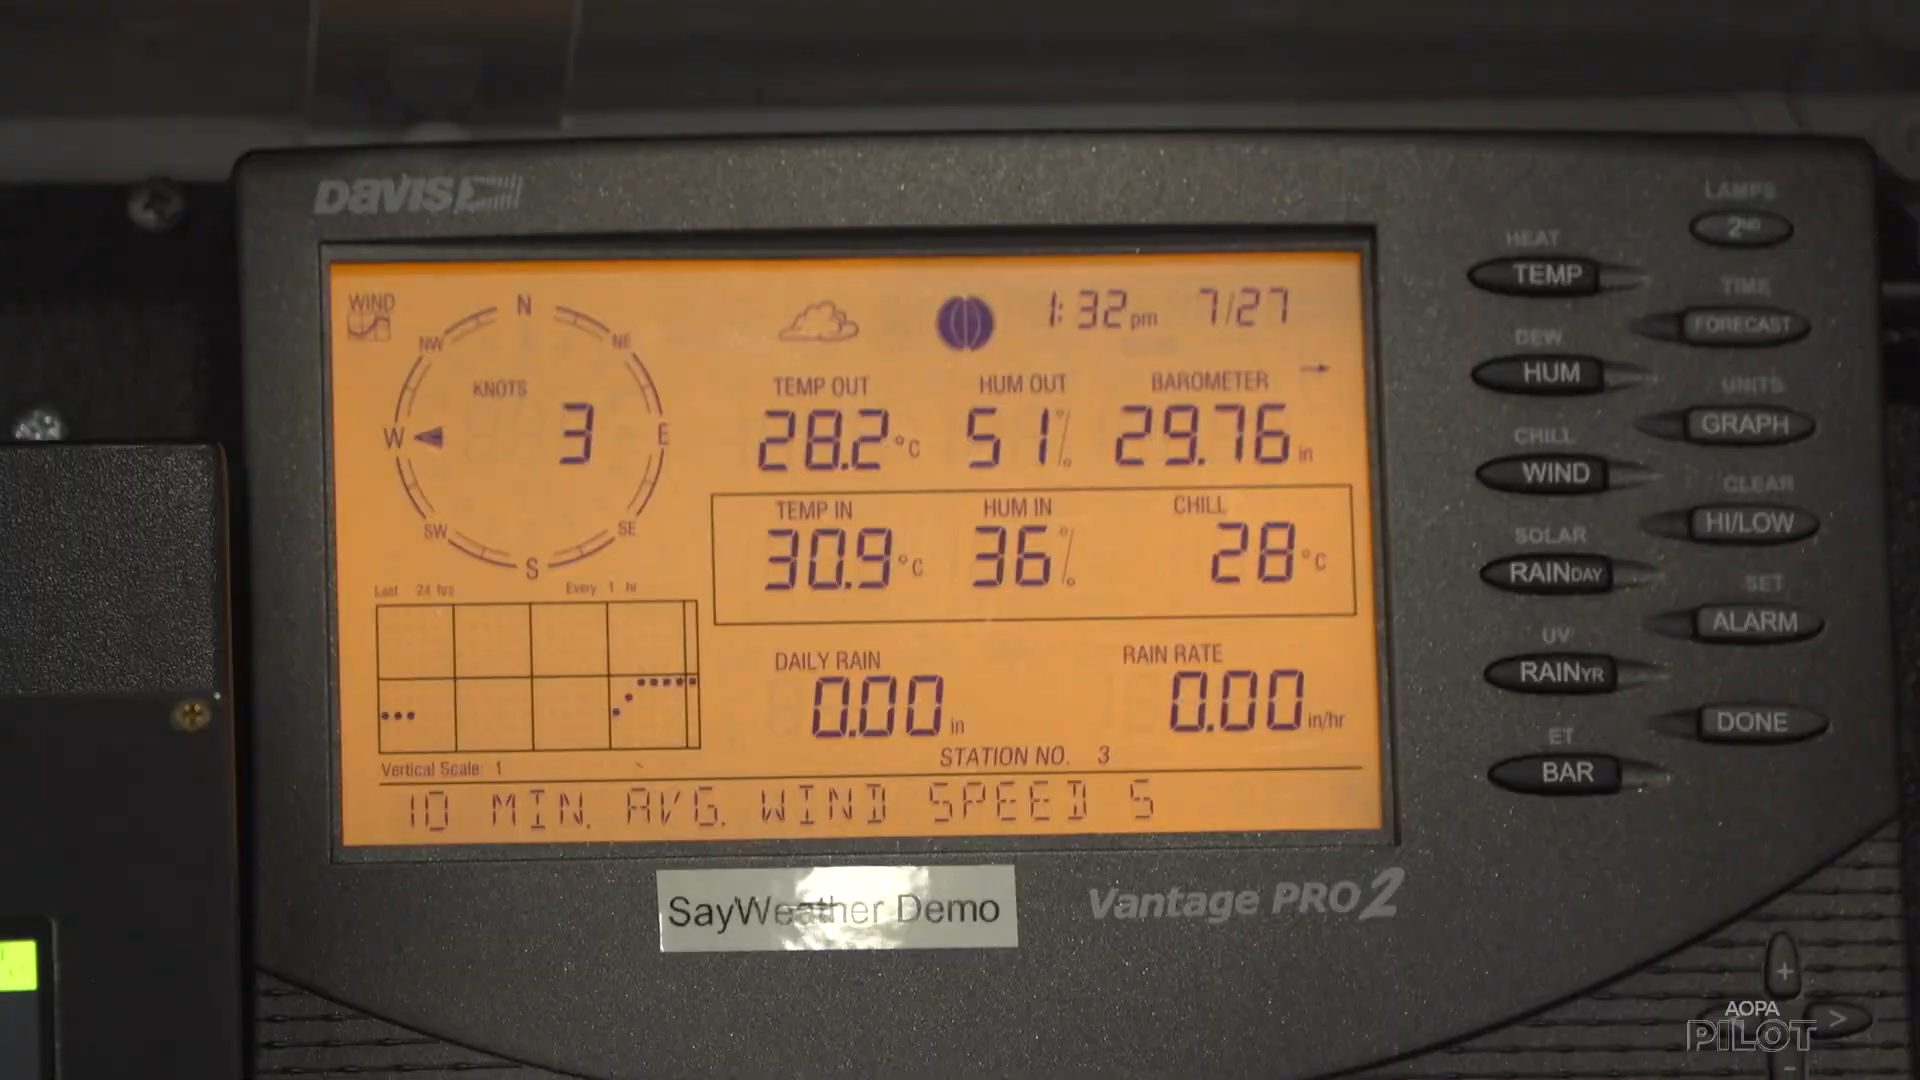 DAVIS
LAMPS
2ND
HEAT
TEMP
TIME
FORECAST
DEW
HUM
UNITS
GRAPH
CHILL
WIND
CLEAR
HI/LOW
SOLAR
RAINDAY
SET
ALARM
UV
RAINYR
DONE
ET
BAR
WIND
N
NE
E
SE
S
SW
W
NW
KNOTS
3
1:32pm 7/27
TEMP OUT HUM OUT BAROMETER
28.2°C 51% 29.76in
TEMP IN HUM IN CHILL
30.9°C 36% 28°C
Last 24 hrs Every 1 hr
DAILY RAIN RAIN RATE
0.00in 0.00in/hr
STATION NO. 3
Vertical Scale: 1
10 MIN. AVG. WIND SPEED 5
SayWeather Demo
Vantage PRO2
+
>
-
AOPA
PILOT